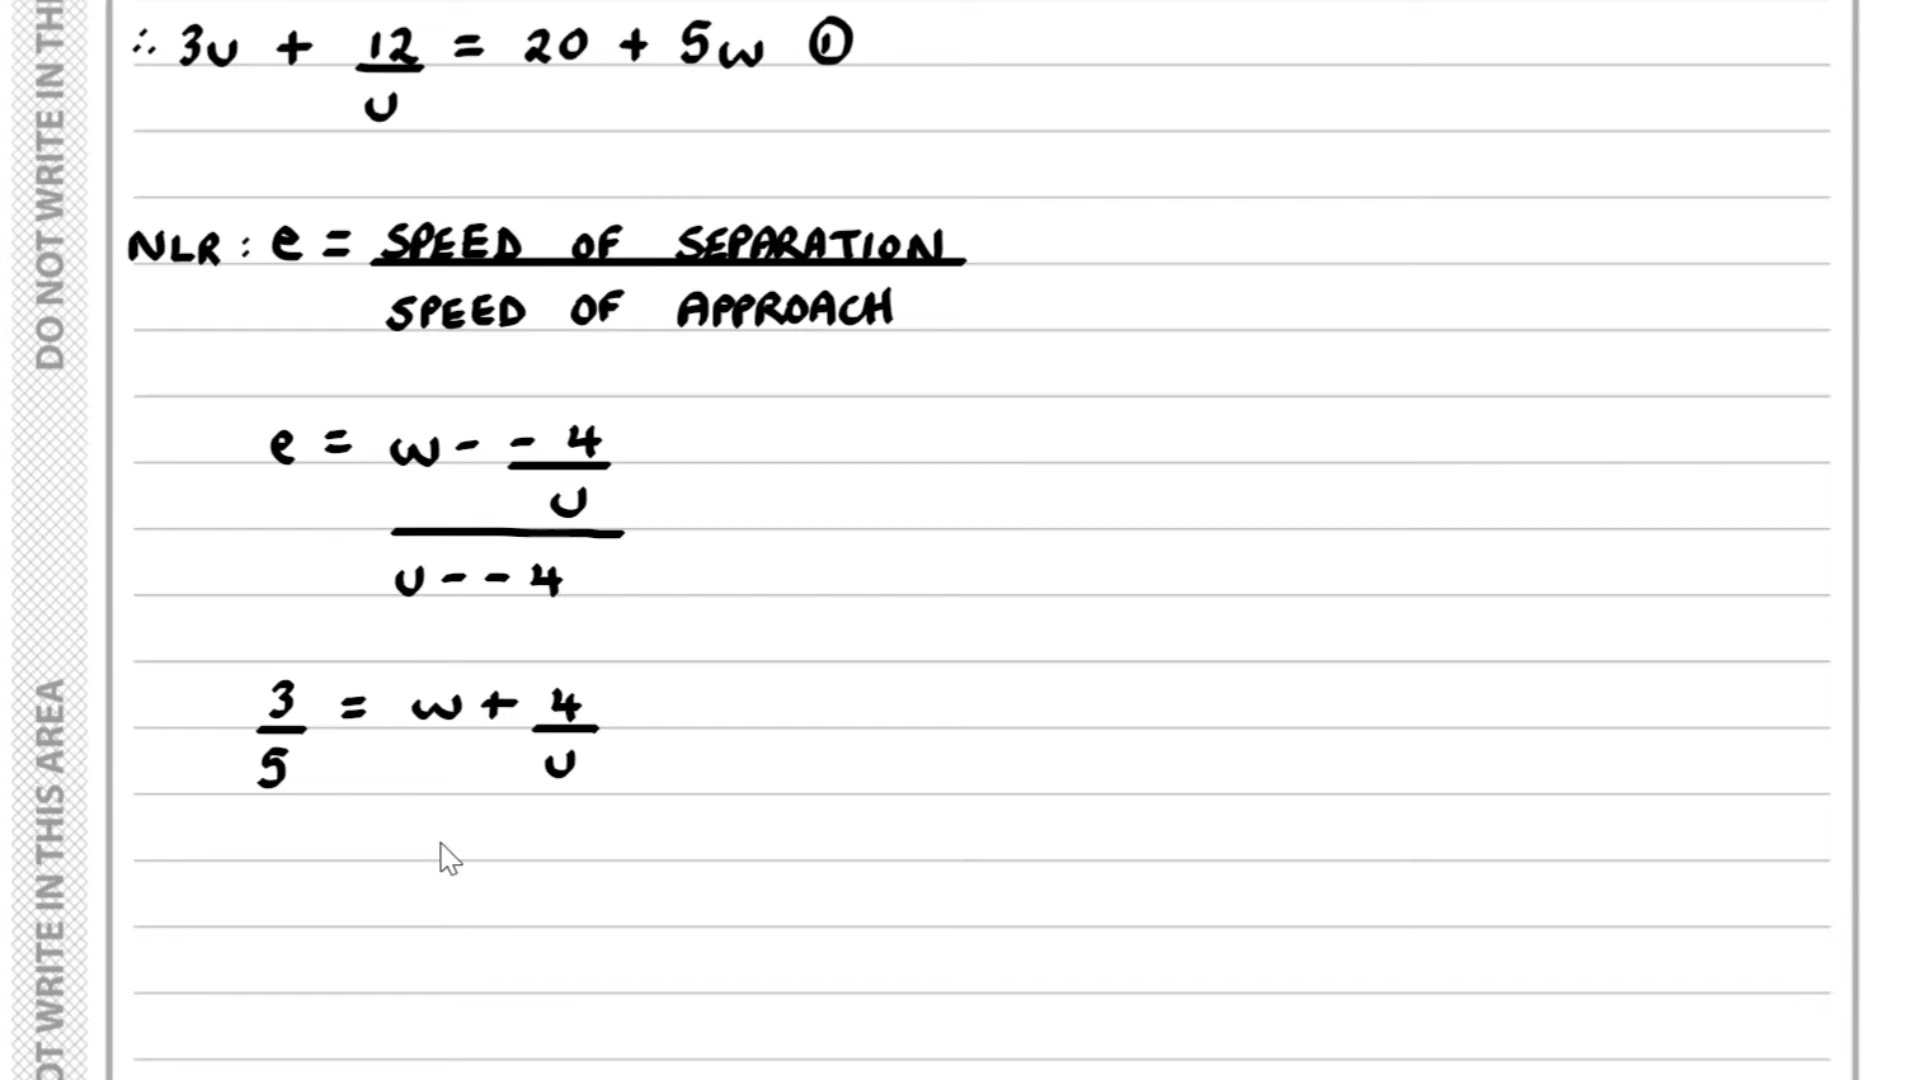 ∴ 3u + 12 = 20 + 5w ①
u
NLR : e = SPEED OF SEPARATION
SPEED OF APPROACH
e = w - - 4
u
u - - 4
3 = w + 4
5 u
DO NOT WRITE IN TH
OT WRITE IN THIS AREA